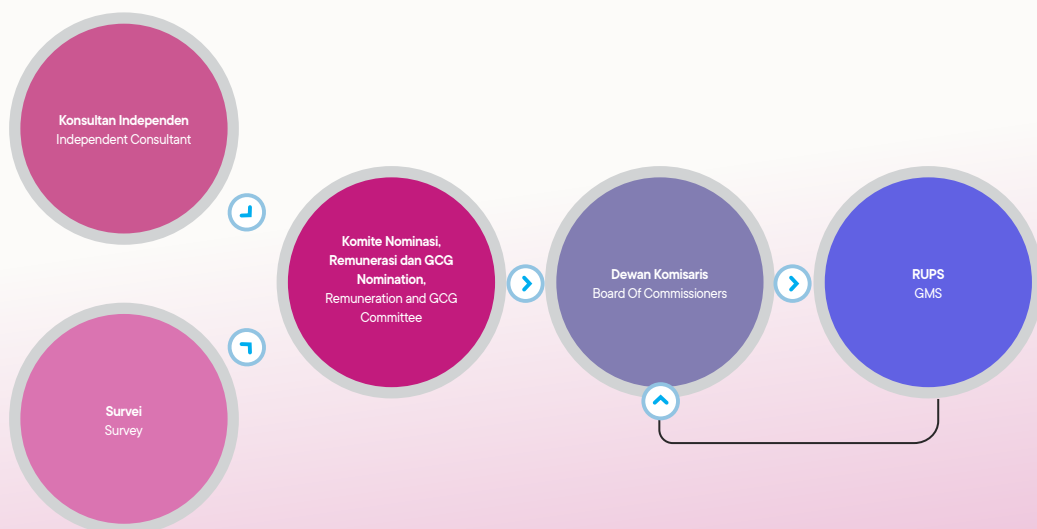 Konsultan Independen
Independent Consultant
Survei
Survey
Komite Nominasi,
Remunerasi dan GCG
Nomination,
Remuneration and GCG
Committee
Dewan Komisaris
Board Of Commissioners
RUPS
GMS